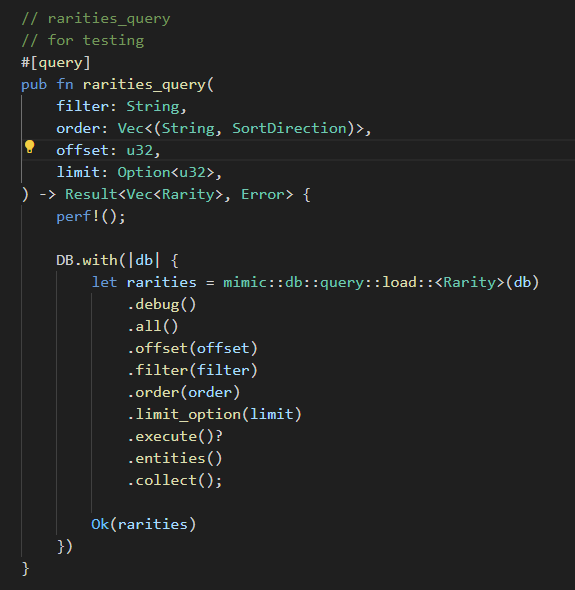 // rarities_query
// for testing
#[query]
pub fn rarities_query(
    filter: String,
    order: Vec<(String, SortDirection)>,
    offset: u32,
    limit: Option<u32>,
) -> Result<Vec<Rarity>, Error> {
    perf!();

    DB.with(|db| {
        let rarities = mimic::db::query::load::<Rarity>(db)
            .debug()
            .all()
            .offset(offset)
            .filter(filter)
            .order(order)
            .limit_option(limit)
            .execute()?
            .entities()
            .collect();

        Ok(rarities)
    })
}